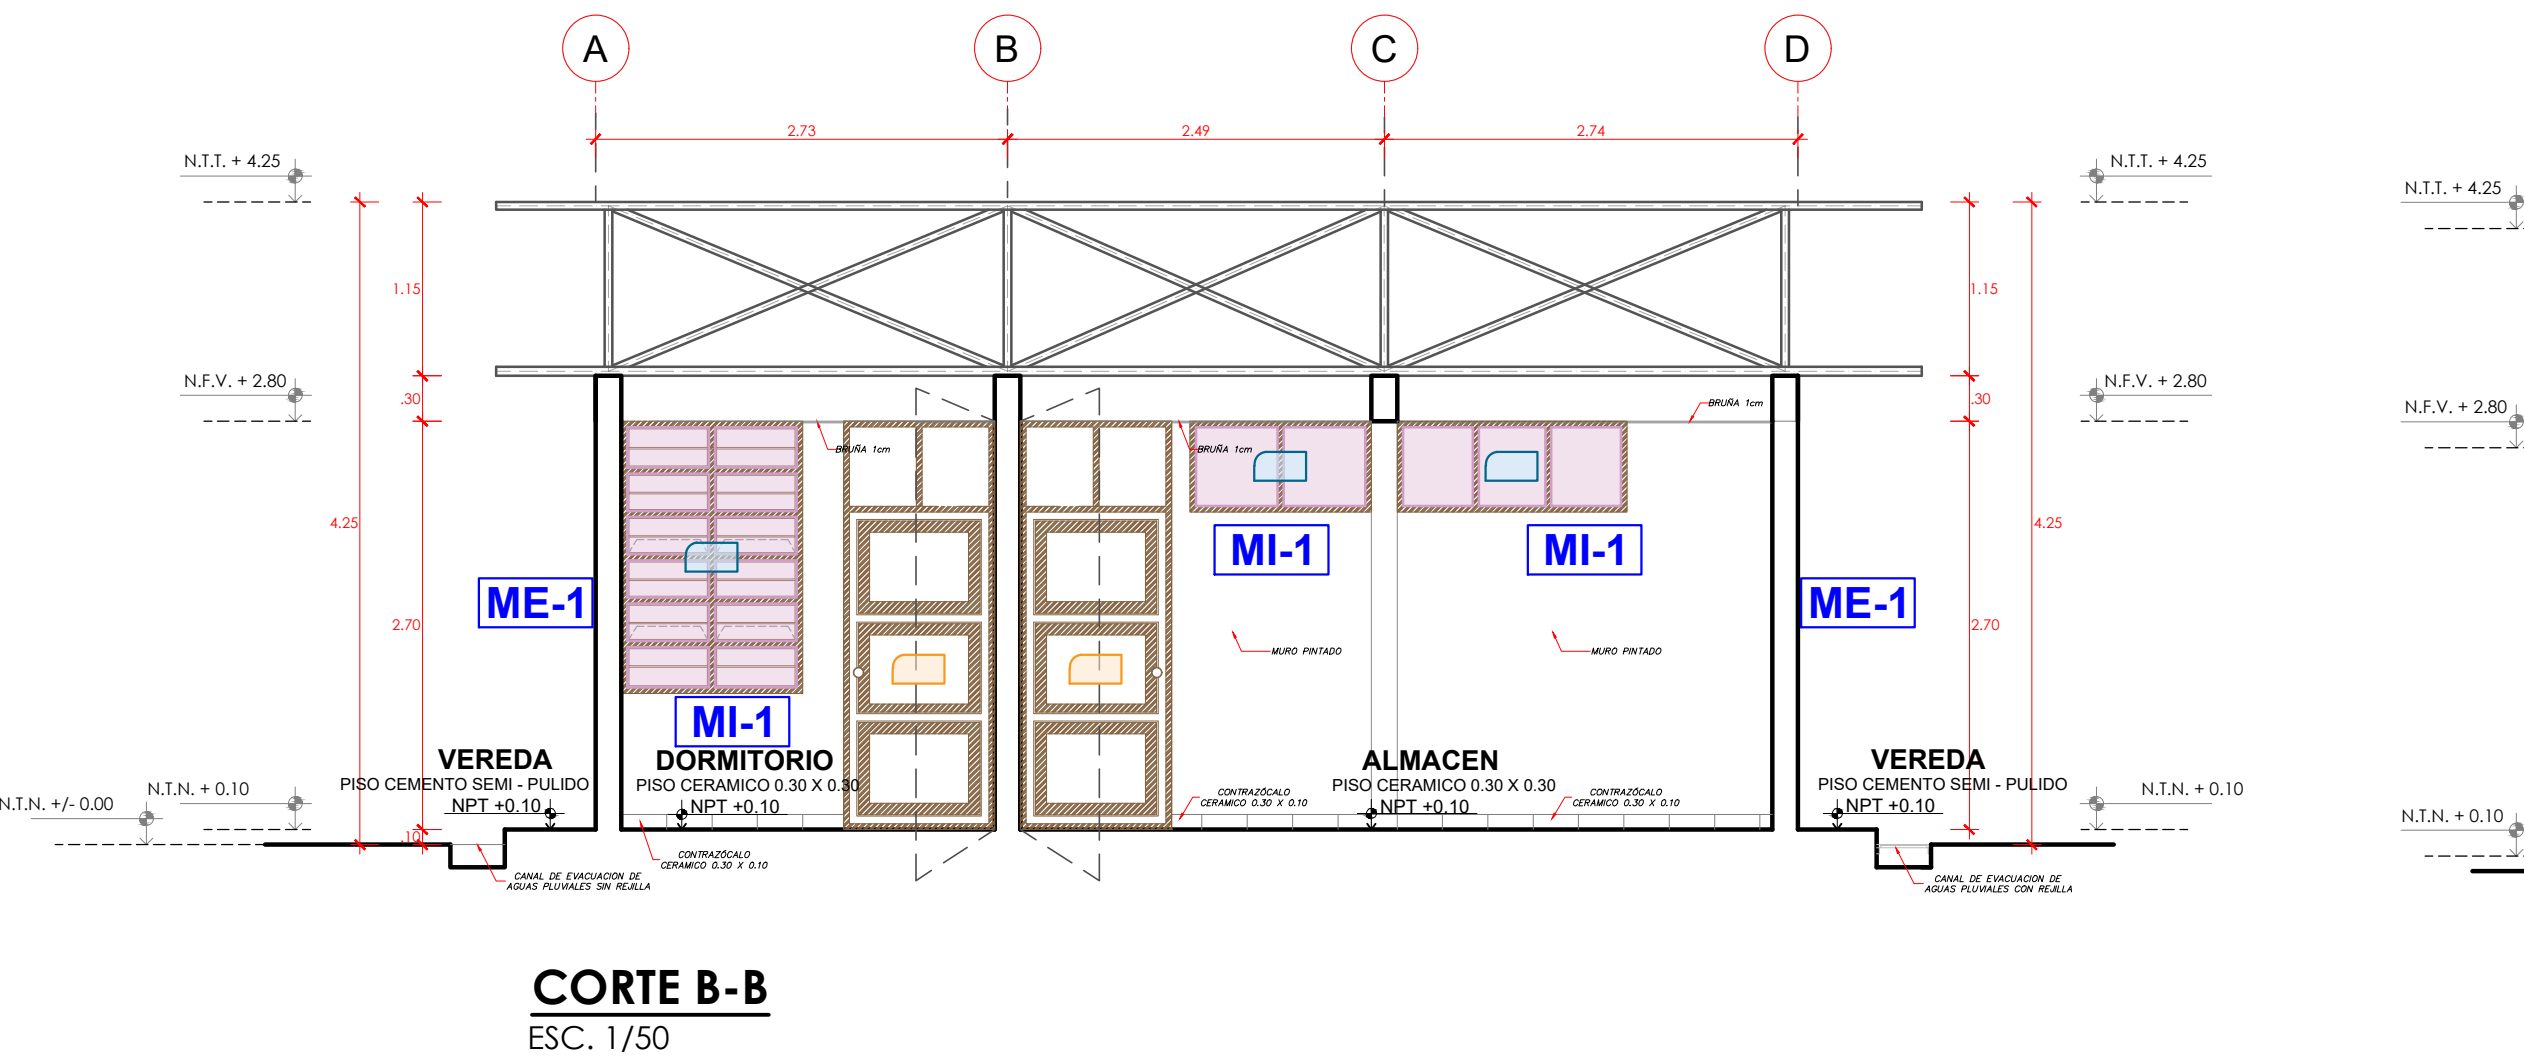 A
B
C
D
2.73
2.49
2.74
N.T.T. + 4.25
N.T.T. + 4.25
N.T.T. + 4.25
1.15
1.15
N.F.V. + 2.80
N.F.V. + 2.80
N.F.V. + 2.80
.30
.30
BRUÑA 1cm
BRUÑA 1cm
BRUÑA 1cm
4.25
4.25
MI-1
MI-1
ME-1
ME-1
2.70
2.70
MURO PINTADO
MURO PINTADO
MI-1
VEREDA
PISO CEMENTO SEMI - PULIDO
NPT +0.10
DORMITORIO
PISO CERAMICO 0.30 X 0.30
NPT +0.10
ALMACEN
PISO CERAMICO 0.30 X 0.30
NPT +0.10
VEREDA
PISO CEMENTO SEMI - PULIDO
NPT +0.10
N.T.N. +/- 0.00
N.T.N. + 0.10
N.T.N. + 0.10
N.T.N. + 0.10
CONTRAZÓCALO
CERAMICO 0.30 X 0.10
CONTRAZÓCALO
CERAMICO 0.30 X 0.10
.10
CONTRAZÓCALO
CERAMICO 0.30 X 0.10
CANAL DE EVACUACION DE
AGUAS PLUVIALES SIN REJILLA
CANAL DE EVACUACION DE
AGUAS PLUVIALES CON REJILLA
CORTE B-B
ESC. 1/50